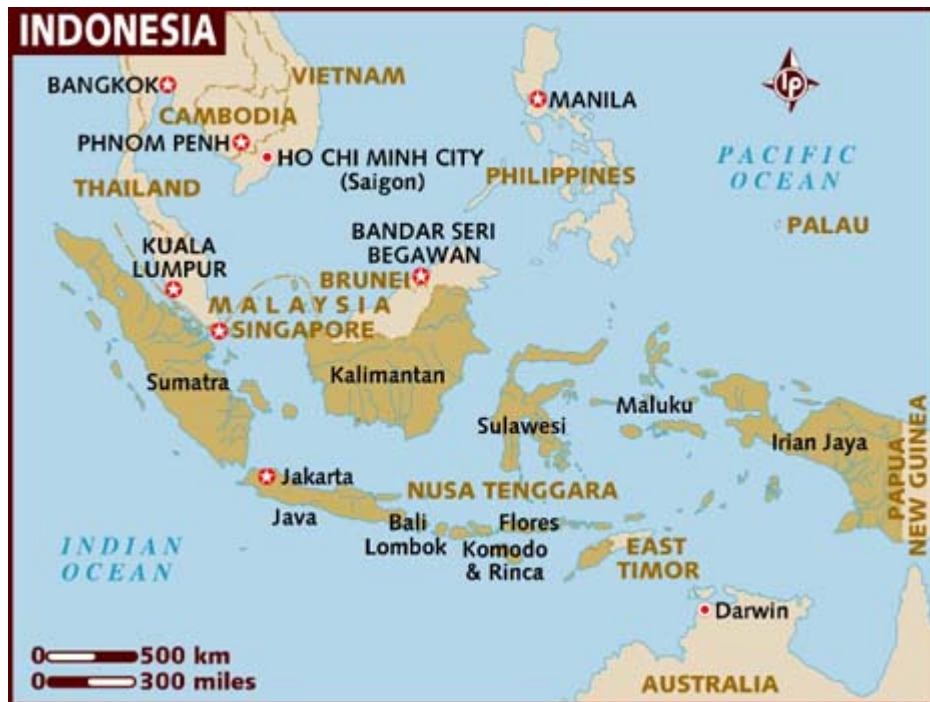 INDONESIA
VIETNAM
BANGKOK
CAMBODIA
MANILA
lp
PHNOM PENH
HO CHI MINH CITY
(Saigon)
PACIFIC
OCEAN
THAILAND
PHILIPPINES
PALAU
KUALA
LUMPUR
BANDAR SERI
BEGAWAN
BRUNEI
MALAYSIA
SINGAPORE
Sumatra
Kalimantan
Sulawesi
Maluku
Irian Jaya
PAPUA
NEW GUINEA
Jakarta
Java
NUSA TENGGARA
Bali
Lombok
Flores
Komodo
& Rinca
EAST
TIMOR
INDIAN
OCEAN
Darwin
0 500 km
0 300 miles
AUSTRALIA